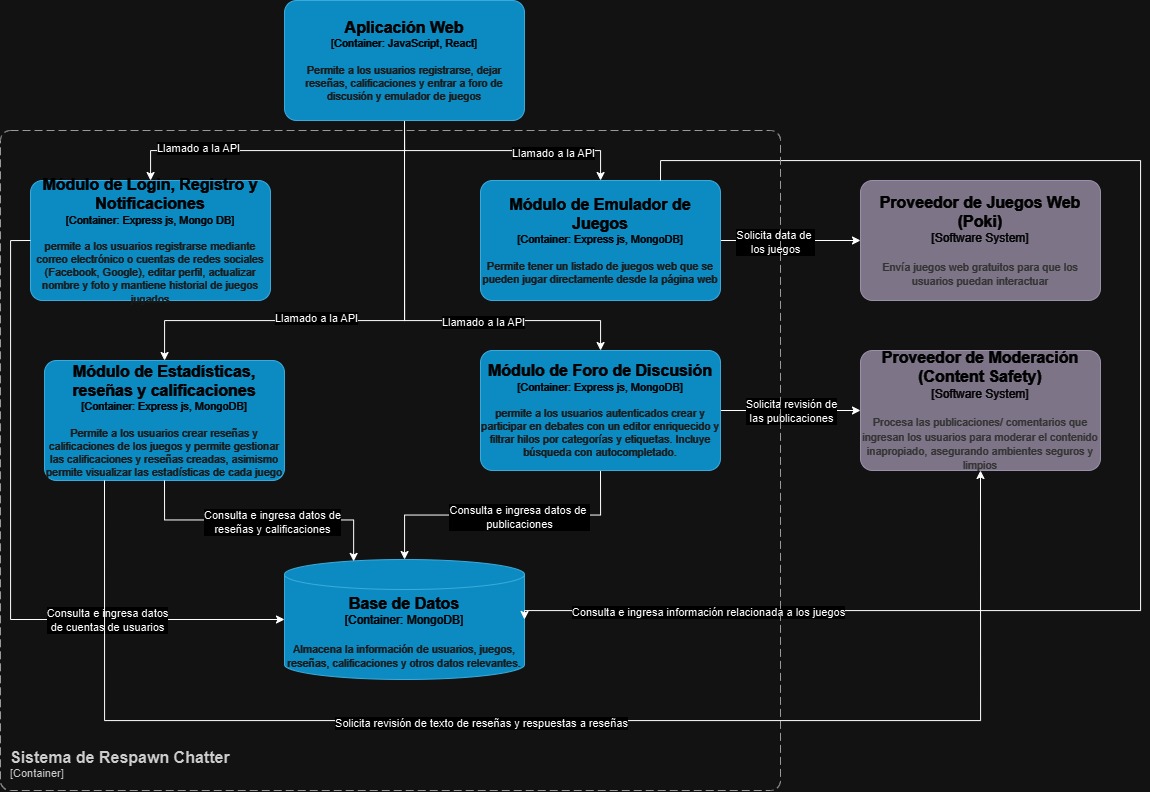 Aplicación Web
[Container: JavaScript, React]
Permite a los usuarios registrarse, dejar
reseñas, calificaciones y entrar a foro de
discusión y emulador de juegos
Llamado a la API
Llamado a la API
Módulo de Login, Registro y
Notificaciones
[Container: Express js, Mongo DB]
permite a los usuarios registrarse mediante
correo electrónico o cuentas de redes sociales
(Facebook, Google), editar perfil, actualizar
nombre y foto y mantiene historial de juegos
jugados
Módulo de Emulador de
Juegos
[Container: Express js, MongoDB]
Permite tener un listado de juegos web que se
pueden jugar directamente desde la página web
Solicita data de
los juegos
Proveedor de Juegos Web
(Poki)
[Software System]
Envía juegos web gratuitos para que los
usuarios puedan interactuar
Llamado a la API
Llamado a la API
Módulo de Estadísticas,
reseñas y calificaciones
[Container: Express js, MongoDB]
Permite a los usuarios crear reseñas y
calificaciones de los juegos y permite gestionar
las calificaciones y reseñas creadas, asimismo
permite visualizar las estadísticas de cada juego
Módulo de Foro de Discusión
[Container: Express js, MongoDB]
permite a los usuarios autenticados crear y
participar en debates con un editor enriquecido y
filtrar hilos por categorías y etiquetas. Incluye
búsqueda con autocompletado.
Solicita revisión de
las publicaciones
Proveedor de Moderación
(Content Safety)
[Software System]
Procesa las publicaciones/ comentarios que
ingresan los usuarios para moderar el contenido
inapropiado, asegurando ambientes seguros y
limpios
Consulta e ingresa datos de
reseñas y calificaciones
Consulta e ingresa datos de
publicaciones
Consulta e ingresa datos
de cuentas de usuarios
Base de Datos
[Container: MongoDB]
Almacena la información de usuarios, juegos,
reseñas, calificaciones y otros datos relevantes.
Consulta e ingresa información relacionada a los juegos
Solicita revisión de texto de reseñas y respuestas a reseñas
Sistema de Respawn Chatter
[Container]